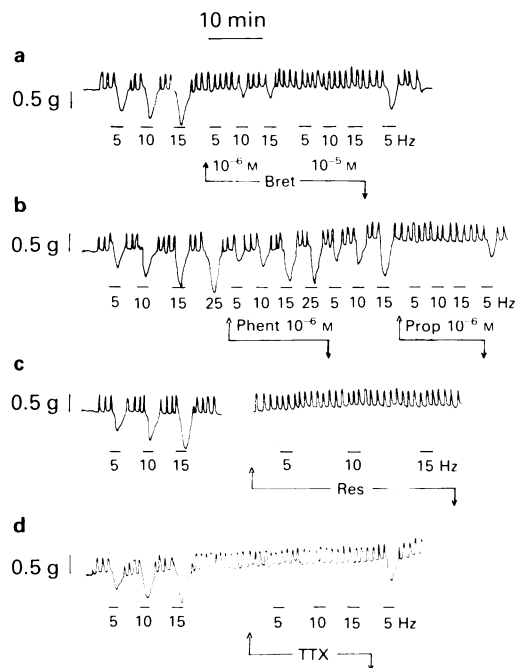 10 min
a
0.5 g
5 10 15 5 10 15 5 10 15 5 Hz
10⁻⁶ M 10⁻⁵ M
Bret
b
0.5 g
5 10 15 25 5 10 15 25 5 10 15 5 10 15 5 Hz
Phent 10⁻⁶ M Prop 10⁻⁶ M
c
0.5 g
5 10 15 5 10 15 Hz
Res
d
0.5 g
5 10 15 5 10 15 5 Hz
TTX